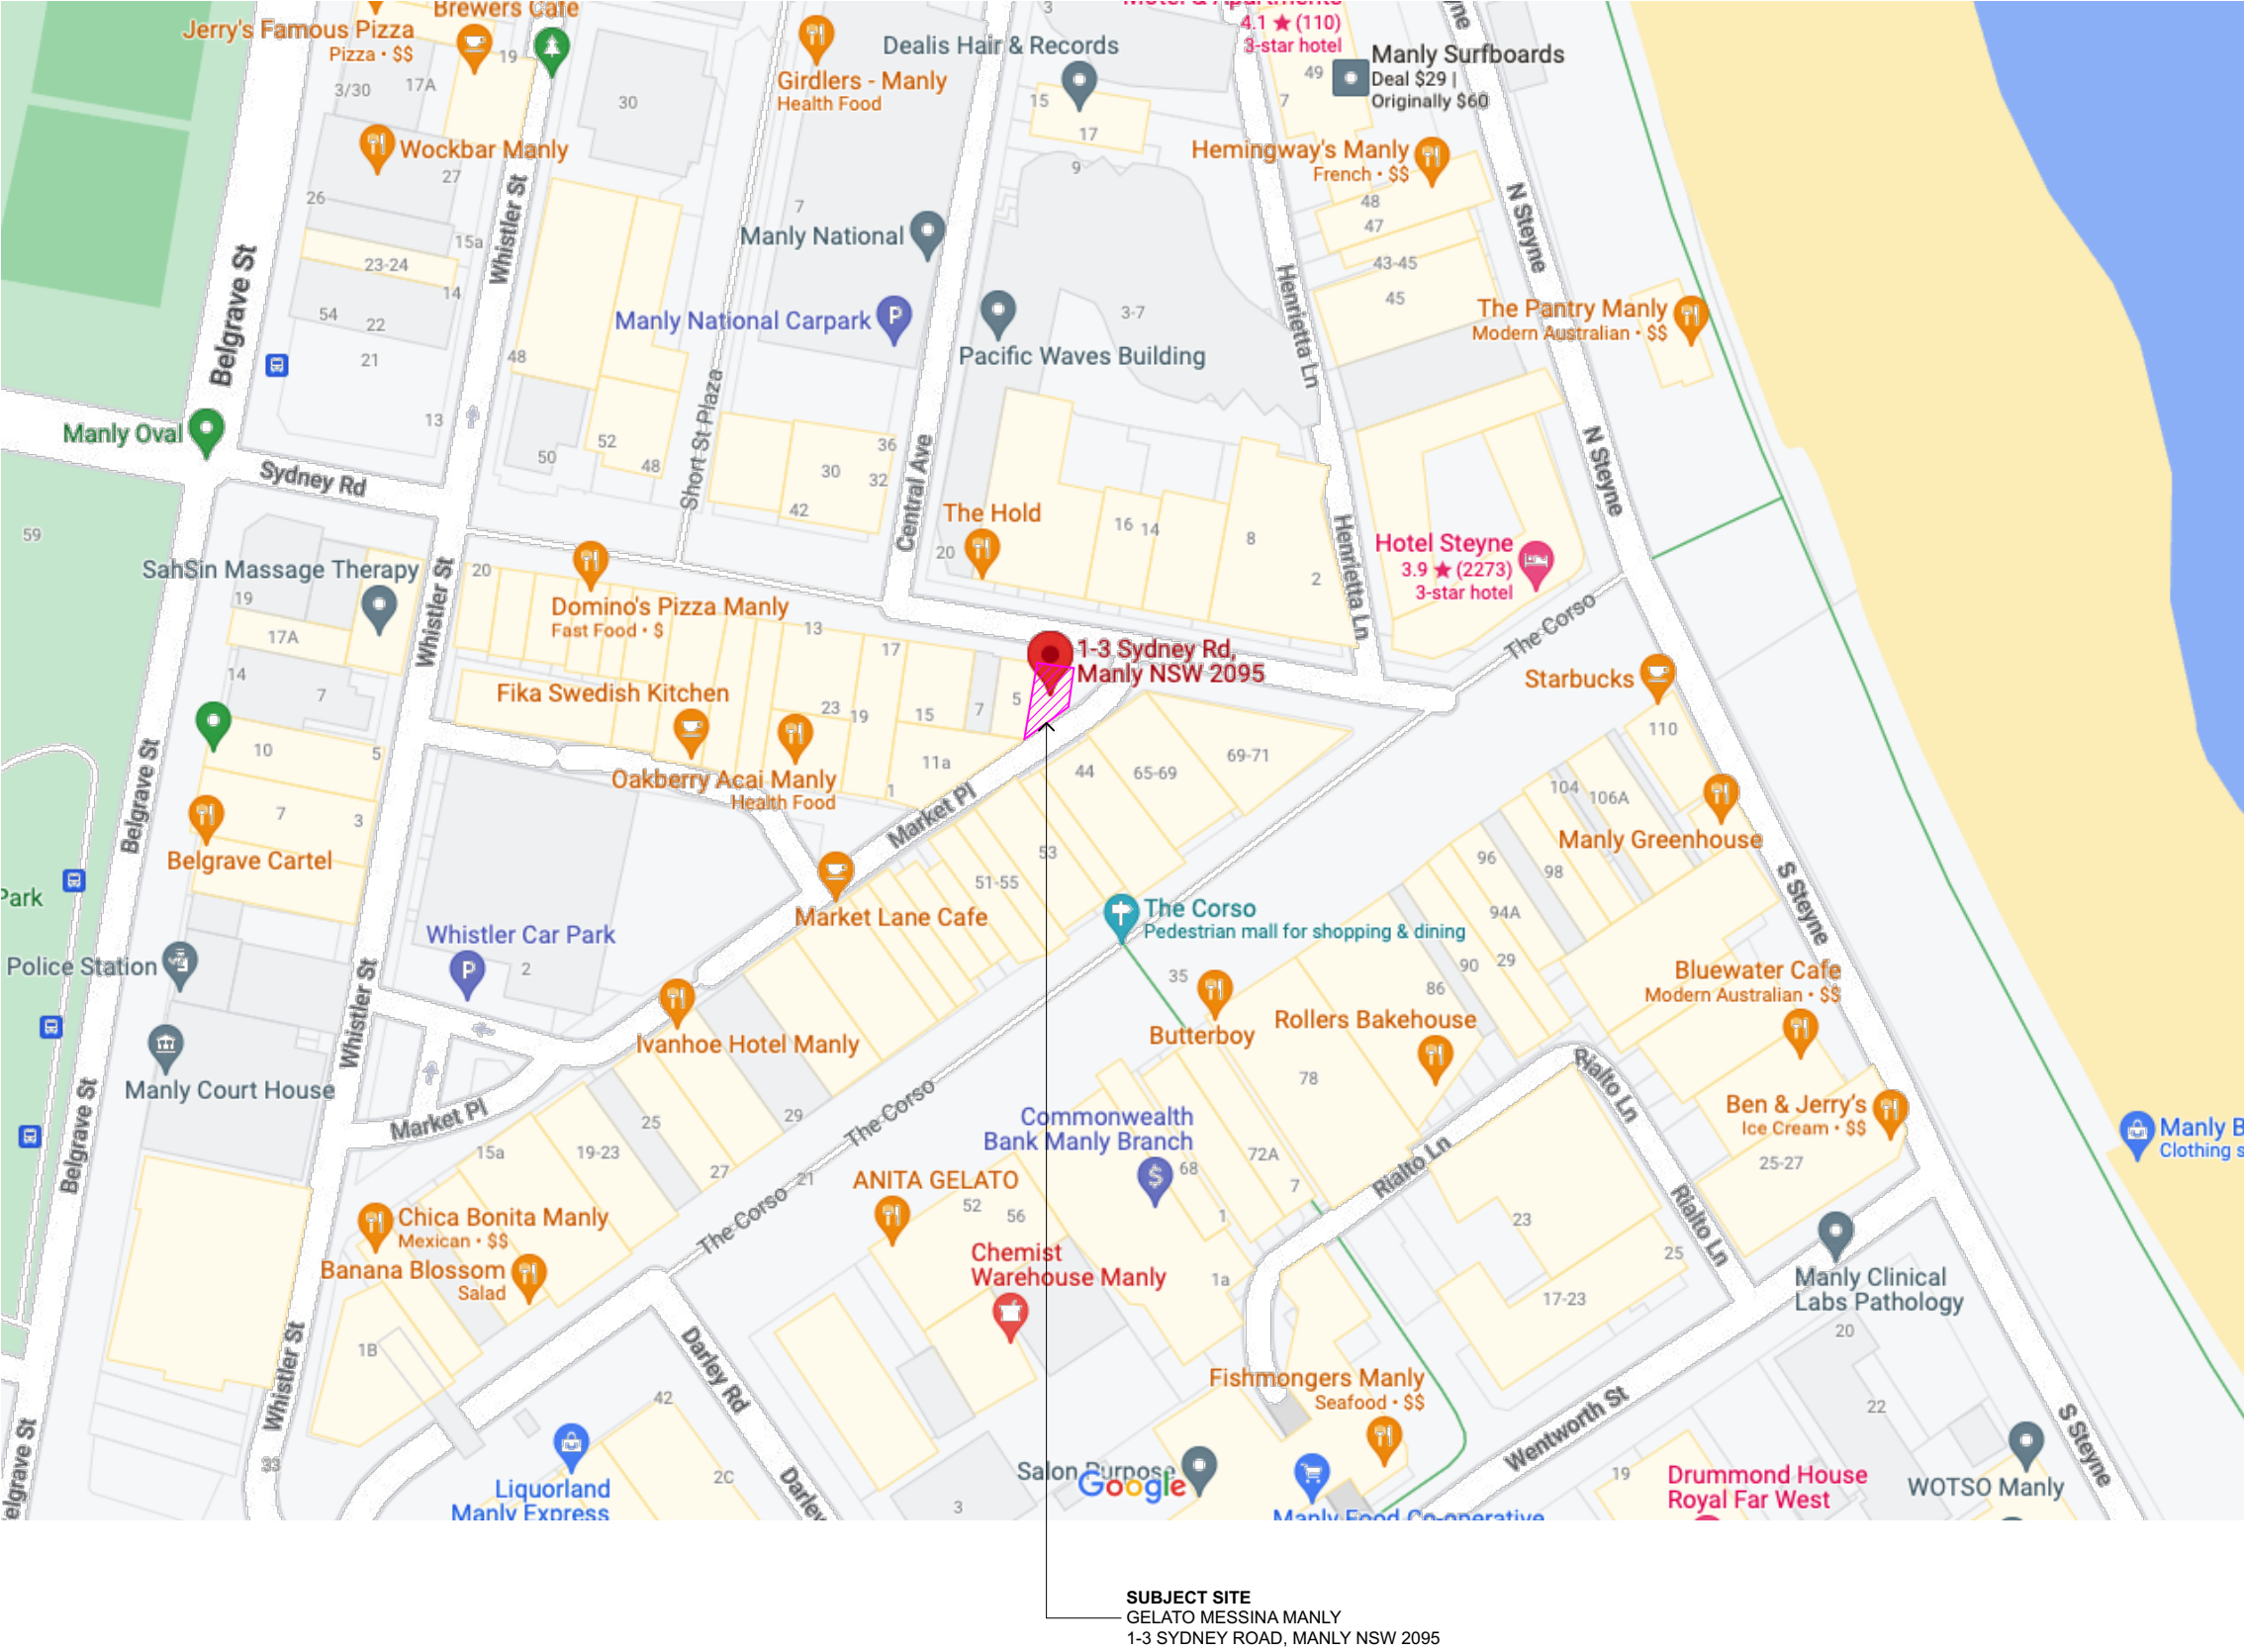 Brewers Cafe
Jerry's Famous Pizza
Pizza • $$
19
3/30
17A
30
Girdlers - Manly
Health Food
Dealis Hair & Records
3
15
17
9
4.1 ★ (110)
3-star hotel
49
7
Manly Surfboards
Deal $29 |
Originally $60
Wockbar Manly
27
26
Whistler St
15a
23-24
14
54
22
21
48
13
Belgrave St
7
Manly National
Manly National Carpark
Pacific Waves Building
3-7
Hemingway's Manly
French • $$
48
47
43-45
45
N Steyne
Henrietta Ln
The Pantry Manly
Modern Australian • $$
Manly Oval
Sydney Rd
50
52
48
Short St Plaza
36
30
32
42
Central Ave
The Hold
20
16
14
8
2
Henrietta Ln
N Steyne
Hotel Steyne
3.9 ★ (2273)
3-star hotel
The Corso
59
SahSin Massage Therapy
19
17A
14
7
Whistler St
20
Domino's Pizza Manly
Fast Food • $
13
17
1-3 Sydney Rd,
Manly NSW 2095
Fika Swedish Kitchen
23
19
15
7
5
Oakberry Acai Manly
Health Food
11a
1
Market Pl
44
65-69
69-71
Starbucks
110
10
5
7
3
Belgrave Cartel
Belgrave St
53
51-55
Market Lane Cafe
104
106A
Manly Greenhouse
96
98
94A
S Steyne
Park
Police Station
Whistler Car Park
2
The Corso
Pedestrian mall for shopping & dining
35
90
29
86
Butterboy
Rollers Bakehouse
78
Bluewater Cafe
Modern Australian • $$
Manly Court House
Whistler St
Ivanhoe Hotel Manly
Market Pl
25
29
The Corso
15a
19-23
27
21
The Corso
Belgrave St
Commonwealth
Bank Manly Branch
68
72A
7
1
Rialto Ln
Rialto Ln
Ben & Jerry's
Ice Cream • $$
25-27
Manly B
Clothing s
ANITA GELATO
52
56
Chemist
Warehouse Manly
1a
23
25
17-23
Rialto Ln
Manly Clinical
Labs Pathology
20
Chica Bonita Manly
Mexican • $$
Banana Blossom
Salad
1B
Whistler St
33
Darley Rd
42
2C
Liquorland
Manly Express
Darley
3
Salon Purpose
Google
Fishmongers Manly
Seafood • $$
Manly Food Co-operative
Wentworth St
19
Drummond House
Royal Far West
22
WOTSO Manly
S Steyne
elgrave St
SUBJECT SITE
GELATO MESSINA MANLY
1-3 SYDNEY ROAD, MANLY NSW 2095